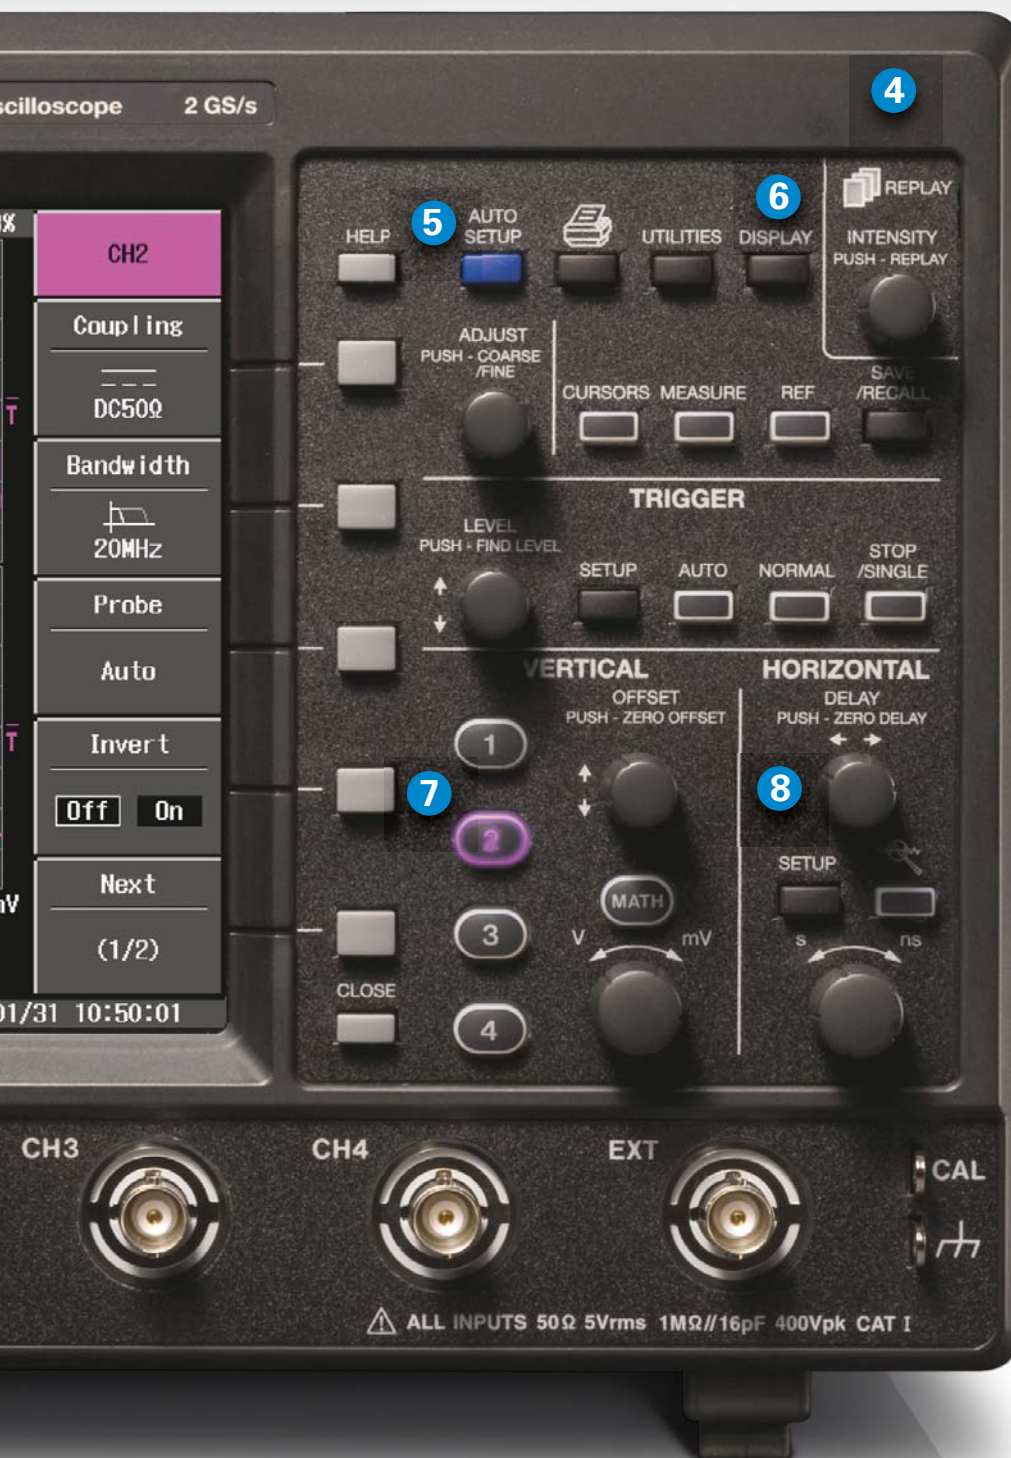 scilloscope 2 GS/s
4
REPLAY
INTENSITY
PUSH - REPLAY
5
6
HELP
AUTO
SETUP
UTILITIES
DISPLAY
%
CH2
Coupling
DC50Ω
Bandwidth
20MHz
Probe
Auto
Invert
Off On
Next
(1/2)
T
T
mV
01/31 10:50:01
ADJUST
PUSH - COARSE
/FINE
CURSORS MEASURE REF
SAVE
/RECALL
TRIGGER
LEVEL
PUSH - FIND LEVEL
SETUP AUTO NORMAL
STOP
/SINGLE
VERTICAL
OFFSET
PUSH - ZERO OFFSET
1
7
2
3
4
MATH
V mV
CLOSE
HORIZONTAL
DELAY
PUSH - ZERO DELAY
8
SETUP
s ns
CH3 CH4 EXT
CAL
ALL INPUTS 50Ω 5Vrms 1MΩ//16pF 400Vpk CAT I